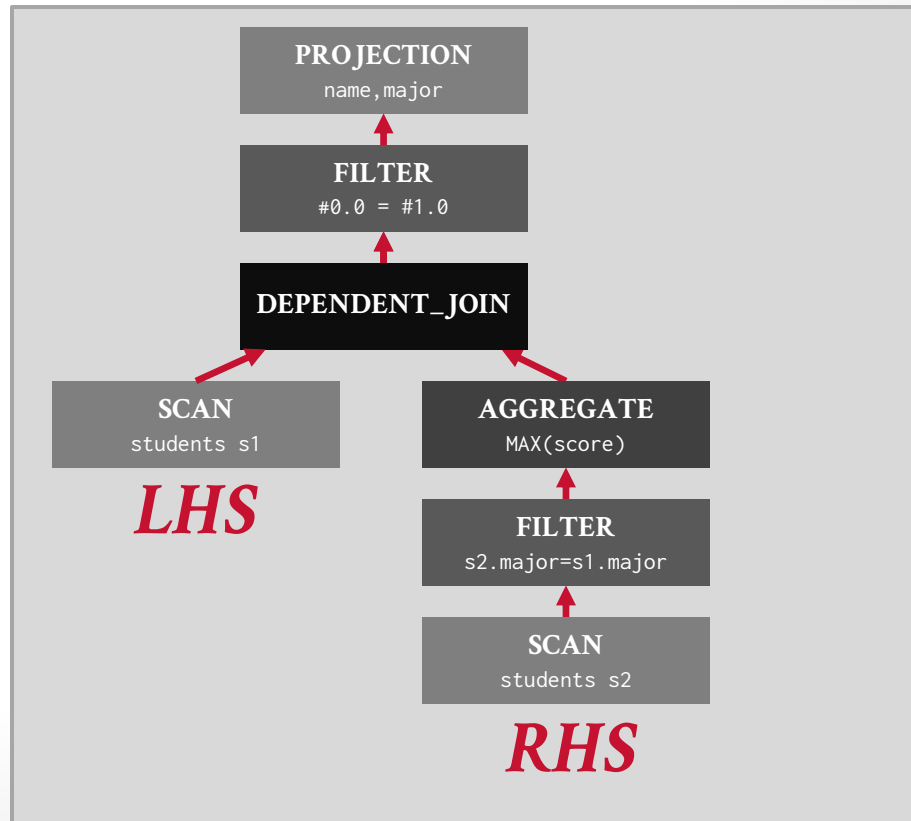 PROJECTION
name,major
FILTER
#0.0 = #1.0
DEPENDENT_JOIN
SCAN
students s1
LHS
AGGREGATE
MAX(score)
FILTER
s2.major=s1.major
SCAN
students s2
RHS